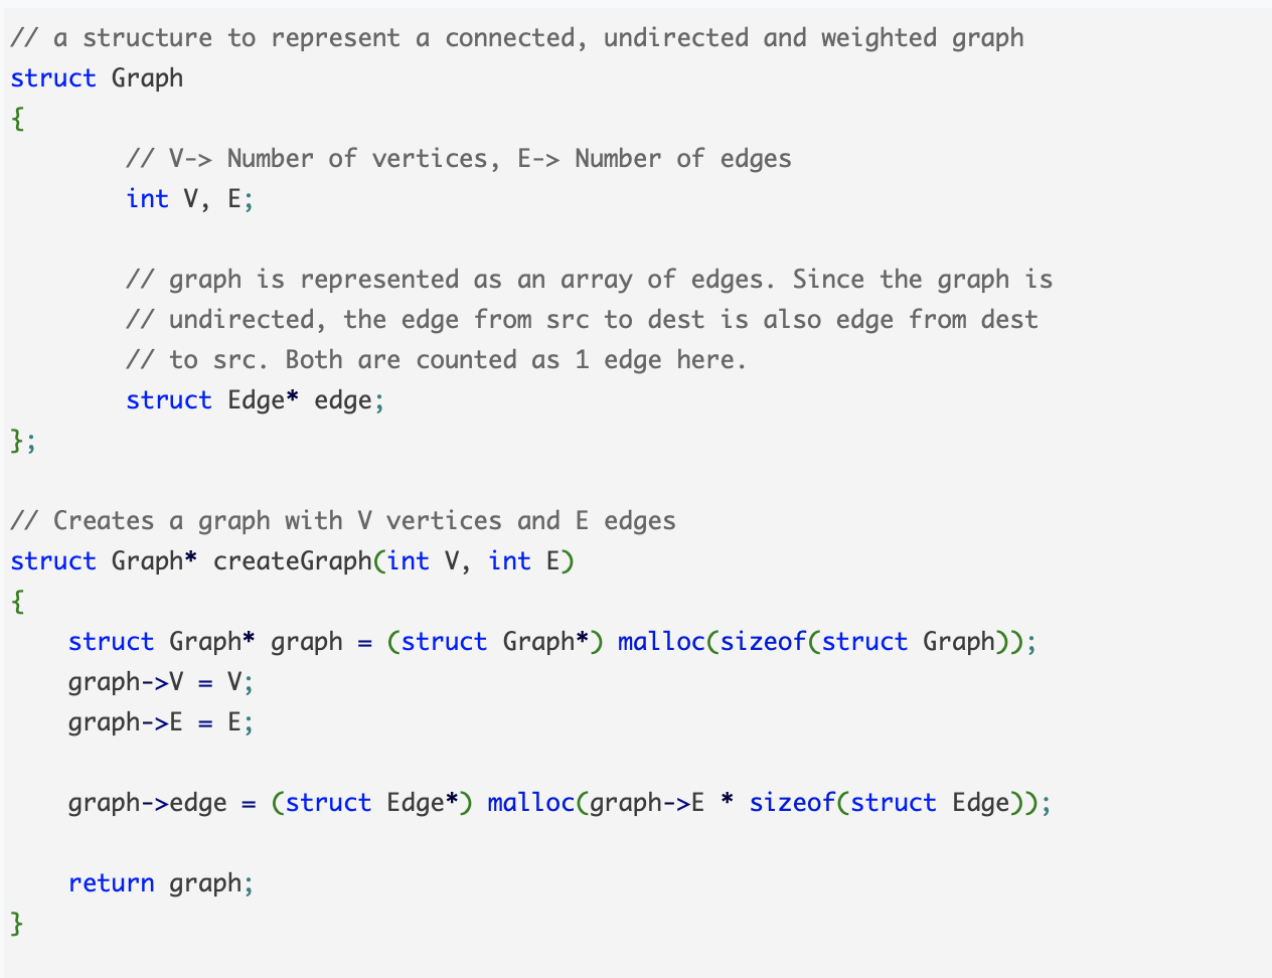 // a structure to represent a connected, undirected and weighted graph
struct Graph
{
        // V-> Number of vertices, E-> Number of edges
        int V, E;

        // graph is represented as an array of edges. Since the graph is
        // undirected, the edge from src to dest is also edge from dest
        // to src. Both are counted as 1 edge here.
        struct Edge* edge;
};

// Creates a graph with V vertices and E edges
struct Graph* createGraph(int V, int E)
{
    struct Graph* graph = (struct Graph*) malloc(sizeof(struct Graph));
    graph->V = V;
    graph->E = E;

    graph->edge = (struct Edge*) malloc(graph->E * sizeof(struct Edge));

    return graph;
}